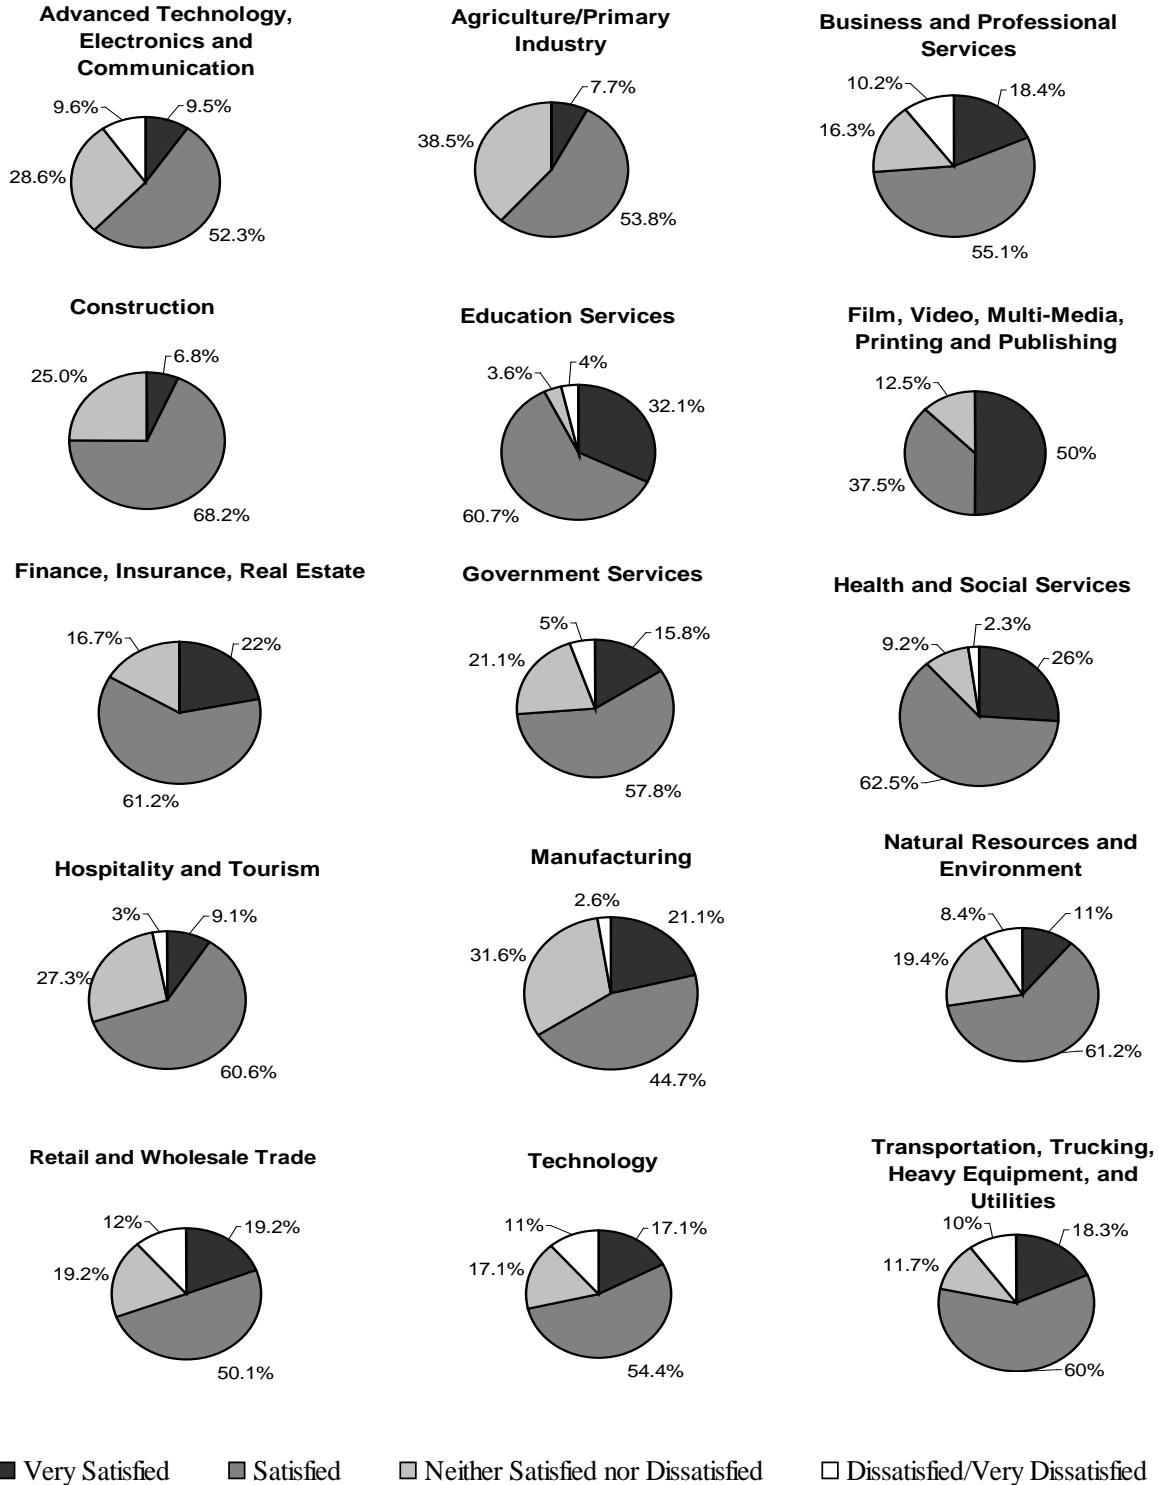 Advanced Technology,
Electronics and
Communication
9.6%
9.5%
28.6%
52.3%
Agriculture/Primary
Industry
7.7%
38.5%
53.8%
Business and Professional
Services
10.2%
18.4%
16.3%
55.1%
Construction
6.8%
25.0%
68.2%
Education Services
4%
3.6%
32.1%
60.7%
Film, Video, Multi-Media,
Printing and Publishing
12.5%
50%
37.5%
Finance, Insurance, Real Estate
16.7%
22%
61.2%
Government Services
5%
15.8%
21.1%
57.8%
Health and Social Services
2.3%
9.2%
26%
62.5%
Hospitality and Tourism
3%
9.1%
27.3%
60.6%
Manufacturing
2.6%
21.1%
31.6%
44.7%
Natural Resources and
Environment
8.4%
11%
19.4%
61.2%
Retail and Wholesale Trade
12%
19.2%
19.2%
50.1%
Technology
11%
17.1%
17.1%
54.4%
Transportation, Trucking,
Heavy Equipment, and
Utilities
10%
18.3%
11.7%
60%
Very Satisfied
Satisfied
Neither Satisfied nor Dissatisfied
Dissatisfied/Very Dissatisfied